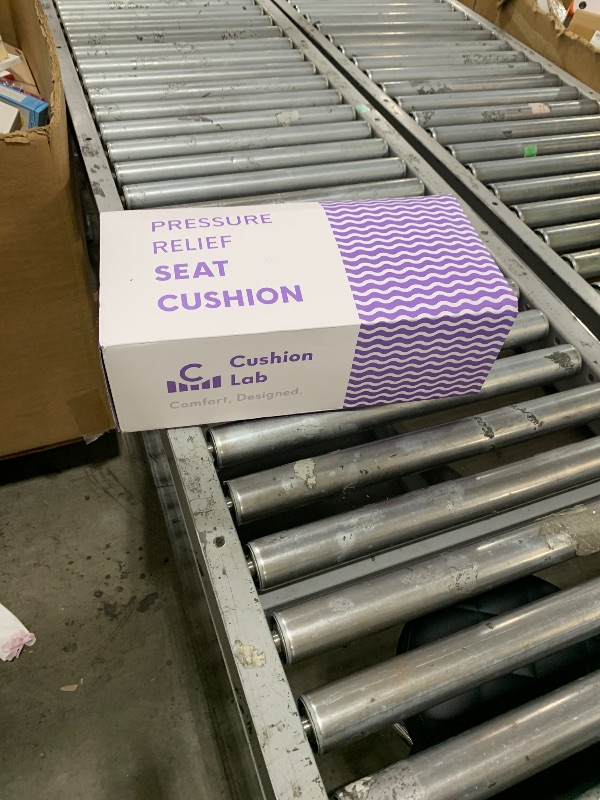 PRESSURE
RELIEF
SEAT
CUSHION
C
Cushion
Lab
Comfort, Designed.